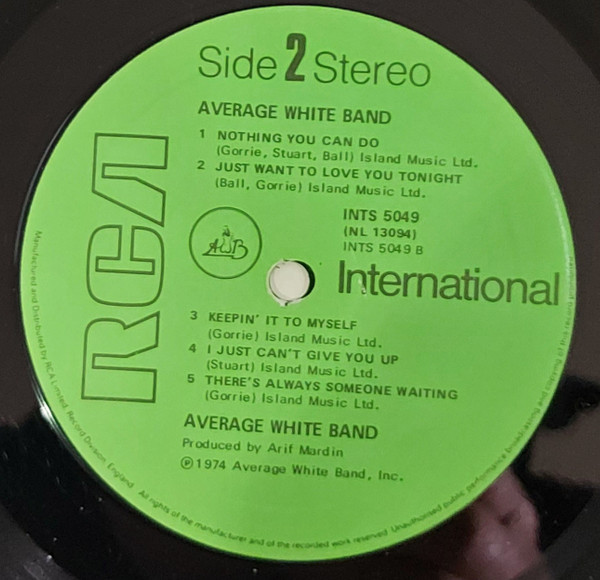 Side 2 Stereo
AVERAGE WHITE BAND
1 NOTHING YOU CAN DO
(Gorrie, Stuart, Ball) Island Music Ltd.
2 JUST WANT TO LOVE YOU TONIGHT
(Ball, Gorrie) Island Music Ltd.
INTS 5049
(NL 13094)
INTS 5049 B
AWB
RCA
International
3 KEEPIN' IT TO MYSELF
(Gorrie) Island Music Ltd.
4 I JUST CAN'T GIVE YOU UP
(Stuart) Island Music Ltd.
5 THERE'S ALWAYS SOMEONE WAITING
(Gorrie) Island Music Ltd.
AVERAGE WHITE BAND
Produced by Arif Mardin
Ⓟ1974 Average White Band, Inc.
Manufactured and Distributed by RCA Limited, Record Division, England. All rights of the manufacturer and of the recorded work reserved. Unauthorised public performance broadcasting and copying of this record prohibited